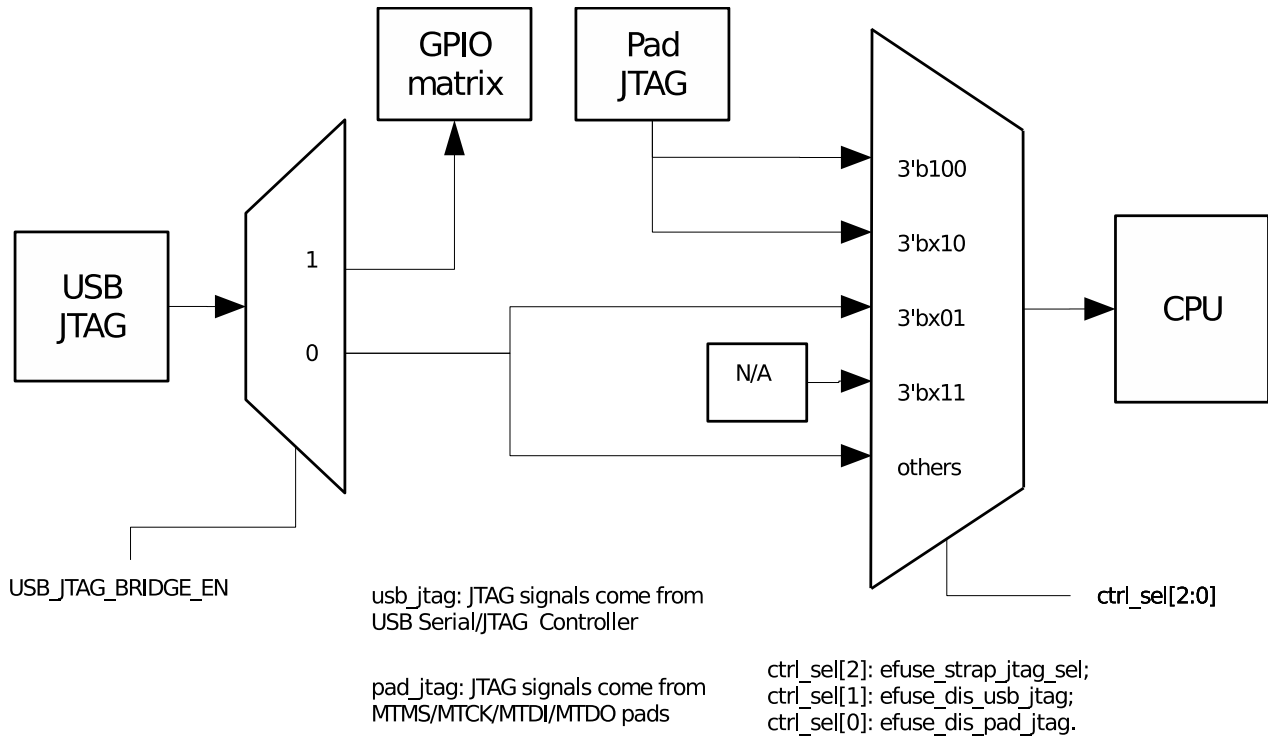 GPIO
matrix
Pad
JTAG
USB
JTAG
1
0
3'b100
3'bx10
3'bx01
N/A
3'bx11
others
CPU
USB_JTAG_BRIDGE_EN
ctrl_sel[2:0]
usb_jtag: JTAG signals come from
USB Serial/JTAG Controller
pad_jtag: JTAG signals come from
MTMS/MTCK/MTDI/MTDO pads
ctrl_sel[2]: efuse_strap_jtag_sel;
ctrl_sel[1]: efuse_dis_usb_jtag;
ctrl_sel[0]: efuse_dis_pad_jtag.